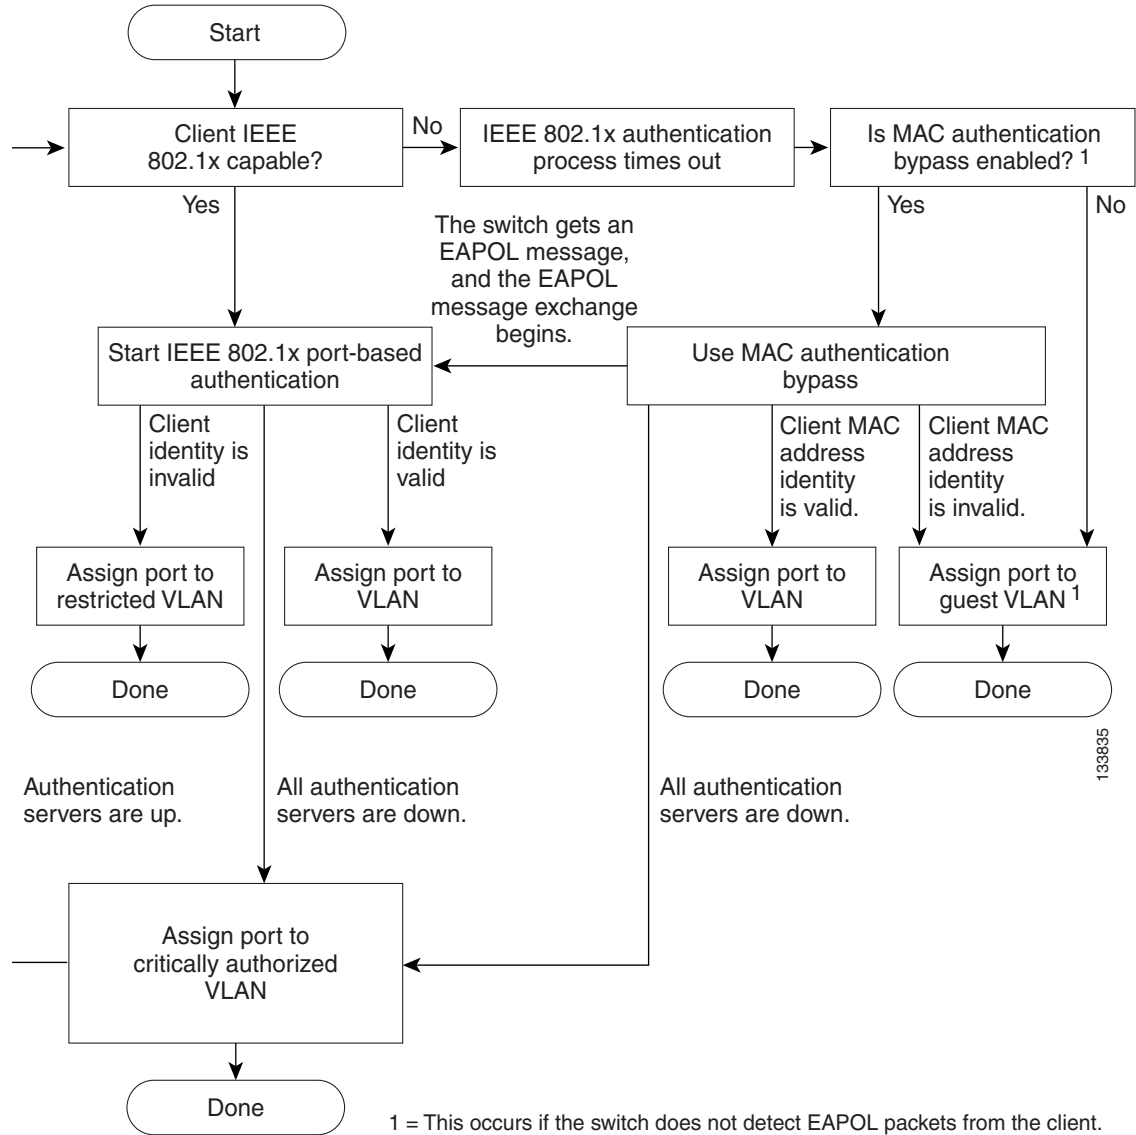 Start
Client IEEE
802.1x capable?
No
IEEE 802.1x authentication
process times out
Is MAC authentication
bypass enabled? 1
Yes
The switch gets an
EAPOL message,
and the EAPOL
message exchange
begins.
Yes
No
Start IEEE 802.1x port-based
authentication
Use MAC authentication
bypass
Client
identity is
invalid
Client
identity is
valid
Client MAC
address
identity
is valid.
Client MAC
address
identity
is invalid.
Assign port to
restricted VLAN
Assign port to
VLAN
Assign port to
VLAN
Assign port to
guest VLAN 1
Done
Done
Done
Done
133835
Authentication
servers are up.
All authentication
servers are down.
All authentication
servers are down.
Assign port to
critically authorized
VLAN
Done
1 = This occurs if the switch does not detect EAPOL packets from the client.